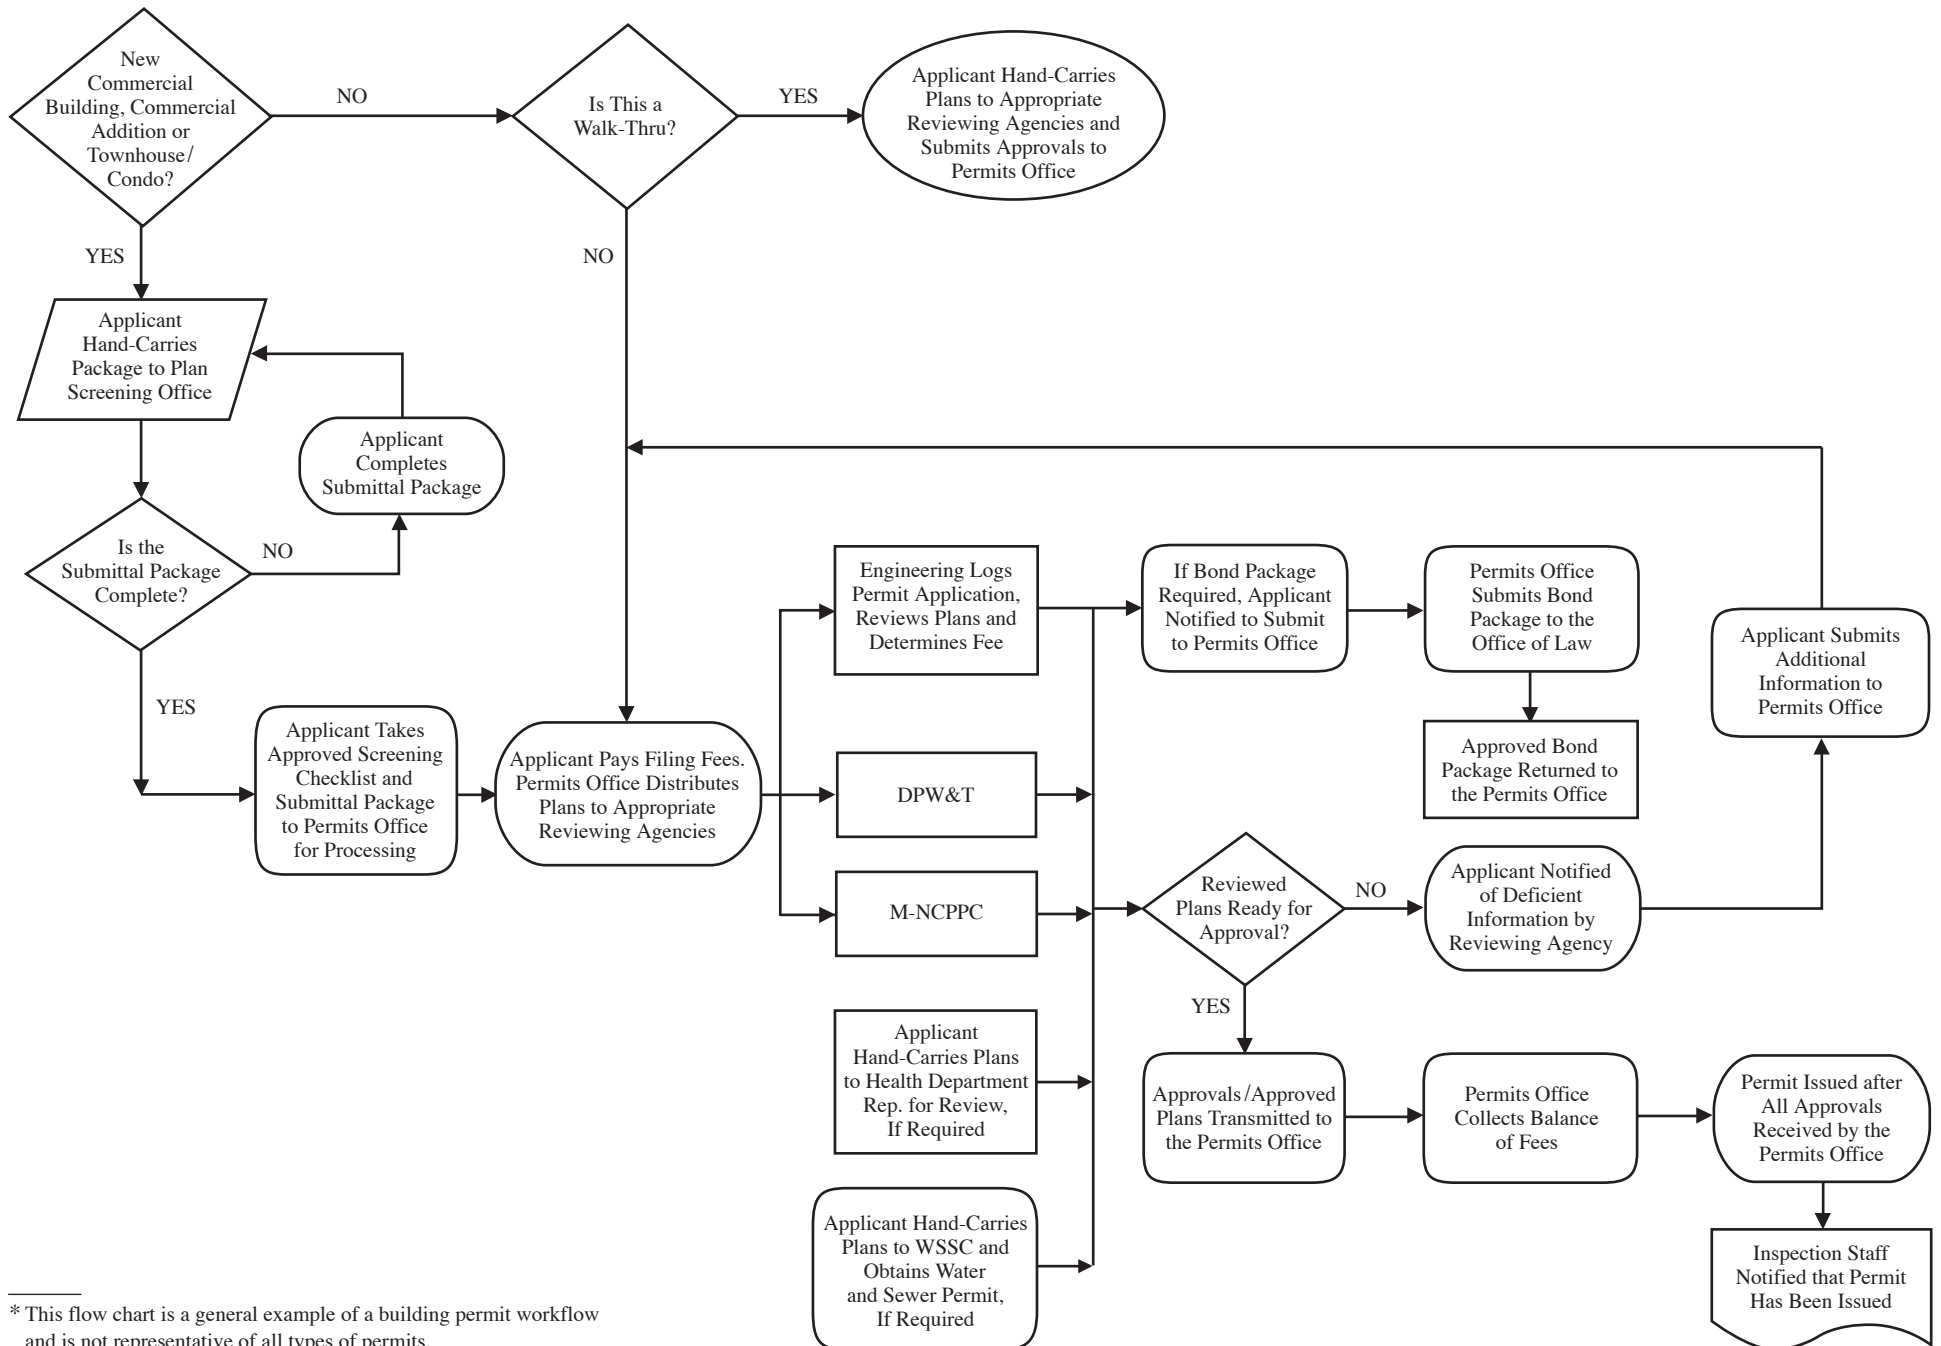 New
Commercial
Building, Commercial
Addition or
Townhouse/
Condo?
NO
Is This a
Walk-Thru?
YES
Applicant Hand-Carries
Plans to Appropriate
Reviewing Agencies and
Submits Approvals to
Permits Office
YES
NO
Applicant
Hand-Carries
Package to Plan
Screening Office
Applicant
Completes
Submittal Package
Is the
Submittal Package
Complete?
NO
YES
Applicant Takes
Approved Screening
Checklist and
Submittal Package
to Permits Office
for Processing
Applicant Pays Filing Fees.
Permits Office Distributes
Plans to Appropriate
Reviewing Agencies
Engineering Logs
Permit Application,
Reviews Plans and
Determines Fee
If Bond Package
Required, Applicant
Notified to Submit
to Permits Office
Permits Office
Submits Bond
Package to the
Office of Law
Applicant Submits
Additional
Information to
Permits Office
Approved Bond
Package Returned to
the Permits Office
DPW&T
M-NCPPC
Reviewed
Plans Ready for
Approval?
NO
Applicant Notified
of Deficient
Information by
Reviewing Agency
YES
Applicant
Hand-Carries Plans
to Health Department
Rep. for Review,
If Required
Approvals/Approved
Plans Transmitted to
the Permits Office
Permits Office
Collects Balance
of Fees
Permit Issued after
All Approvals
Received by the
Permits Office
Applicant Hand-Carries
Plans to WSSC and
Obtains Water
and Sewer Permit,
If Required
Inspection Staff
Notified that Permit
Has Been Issued
* This flow chart is a general example of a building permit workflow
and is not representative of all types of permits.